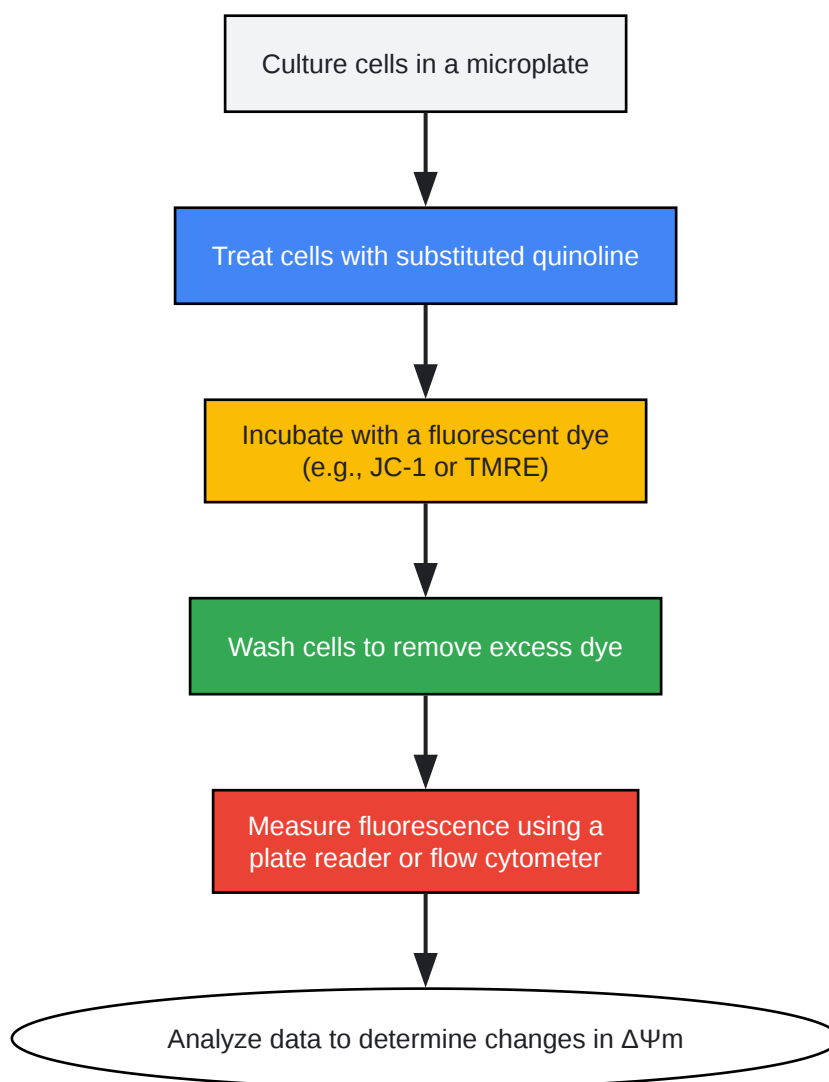 Culture cells in a microplate
Treat cells with substituted quinoline
Incubate with a fluorescent dye
(e.g., JC-1 or TMRE)
Wash cells to remove excess dye
Measure fluorescence using a
plate reader or flow cytometer
Analyze data to determine changes in ΔΨm